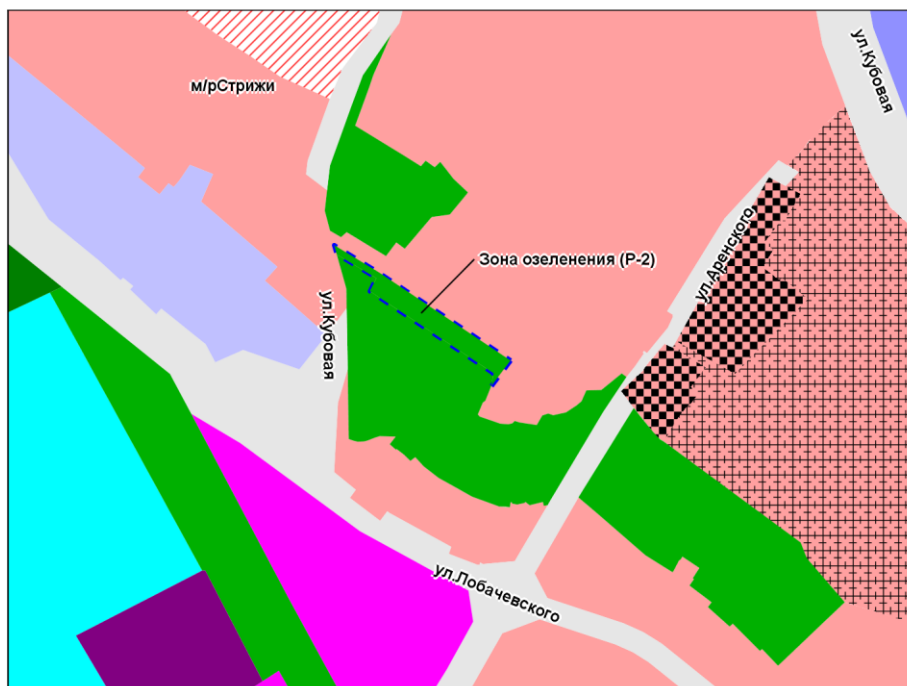 ул.Кубовая
м/рСтрижи
ул.Аренского
Зона озеленения (Р-2)
ул.Кубовая
ул.Лобачевского